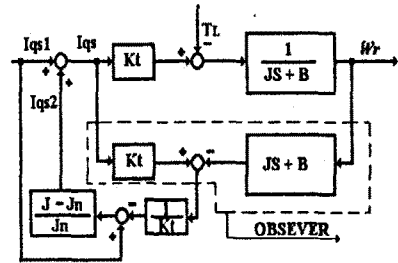 TL
Iqs1 Iqs Kt 1 Wr
+ + + - JS + B
Iqs2
Kt + - JS + B
J - Jn - 1
Jn + Kt
OBSEVER